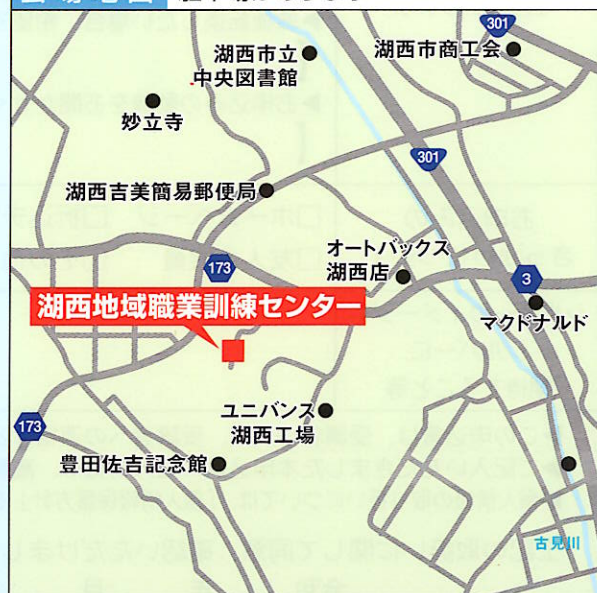 301
湖西市立
中央図書館
湖西市商工会
妙立寺
301
湖西吉美簡易郵便局
オートバックス
湖西店
173
3
湖西地域職業訓練センター
マクドナルド
ユニバンス
湖西工場
173
豊田佐吉記念館
古見川